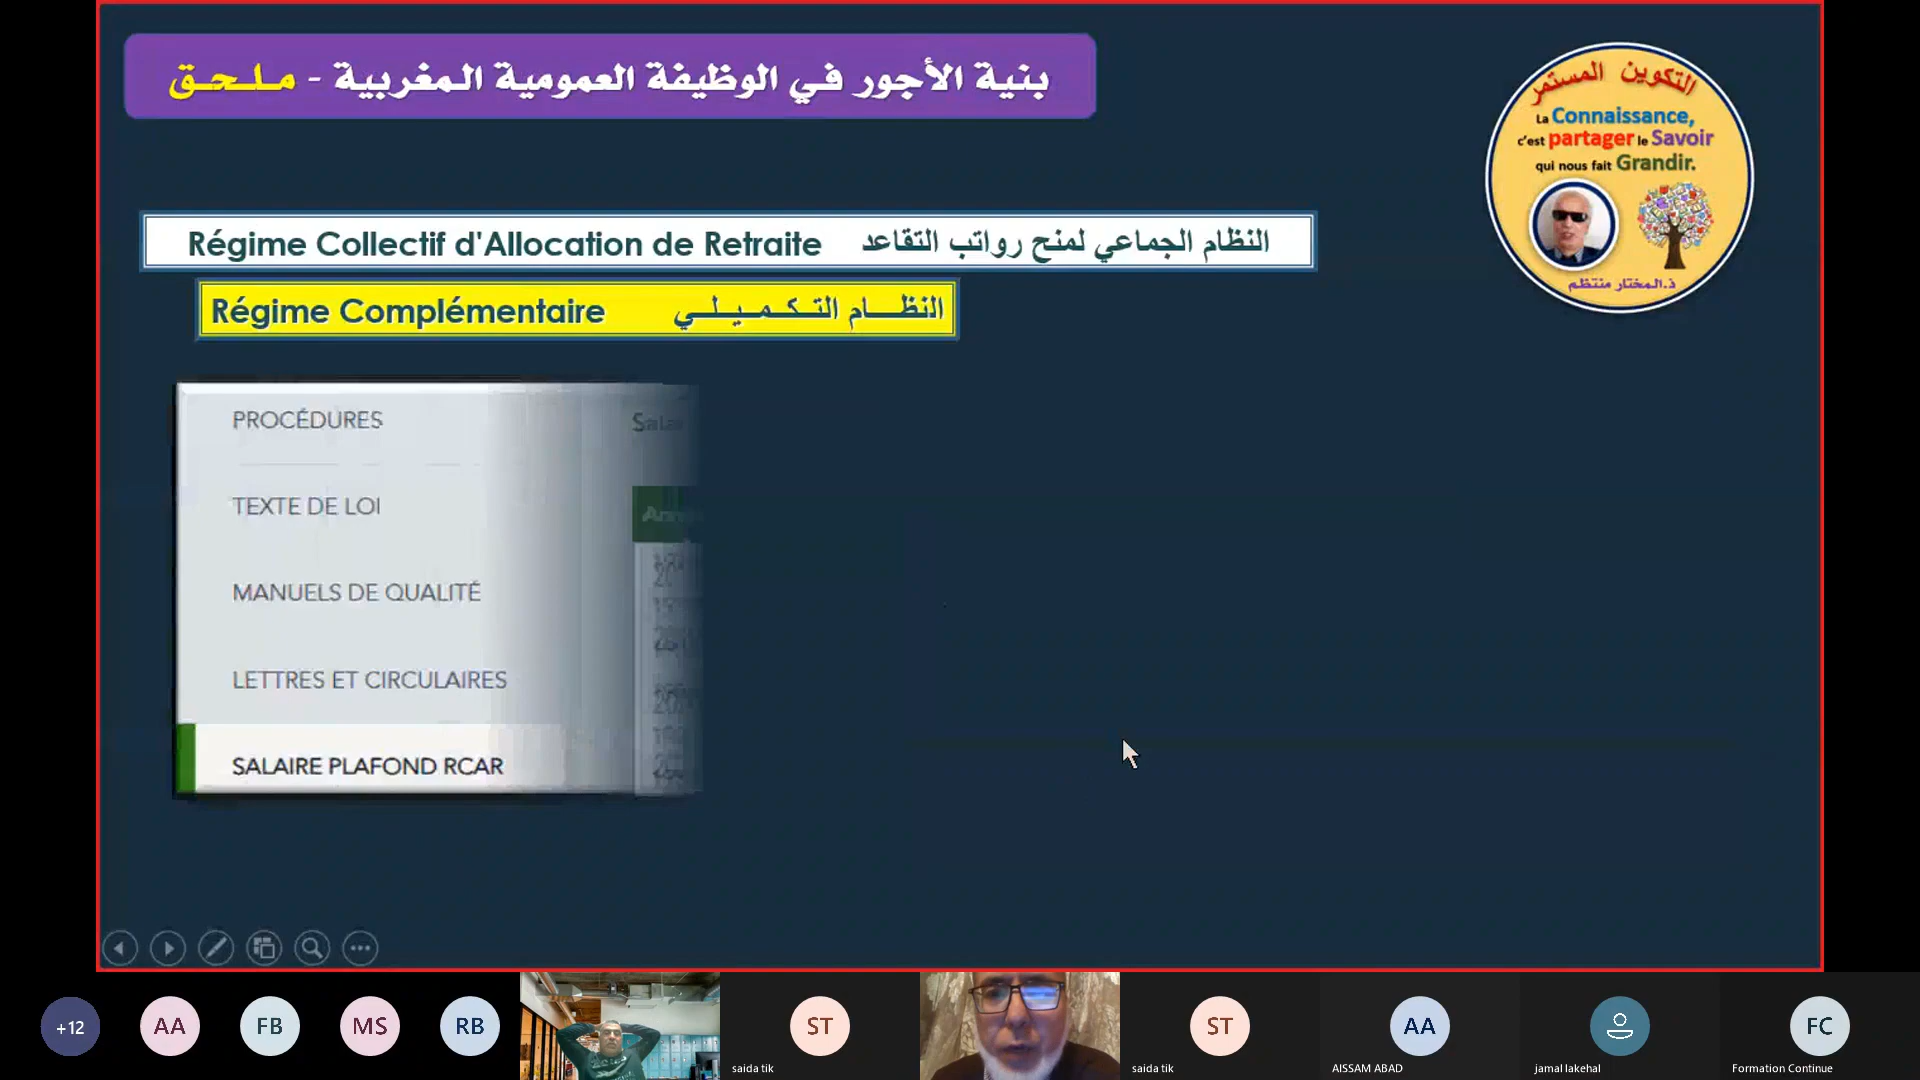 بنية الأجور في الوظيفة العمومية المغربية - ملحق
التكوين المستمر
La Connaissance,
c'est partager le Savoir
qui nous fait Grandir.
ذ.المختار منتظم
Régime Collectif d'Allocation de Retraite النظام الجماعي لمنح رواتب التقاعد
Régime Complémentaire النظام التكميلي
PROCÉDURES
TEXTE DE LOI
MANUELS DE QUALITÉ
LETTRES ET CIRCULAIRES
SALAIRE PLAFOND RCAR
+12
AA
FB
MS
RB
ST
saida tik
ST
saida tik
AA
AISSAM ABAD
jamal lakehal
FC
Formation Continue